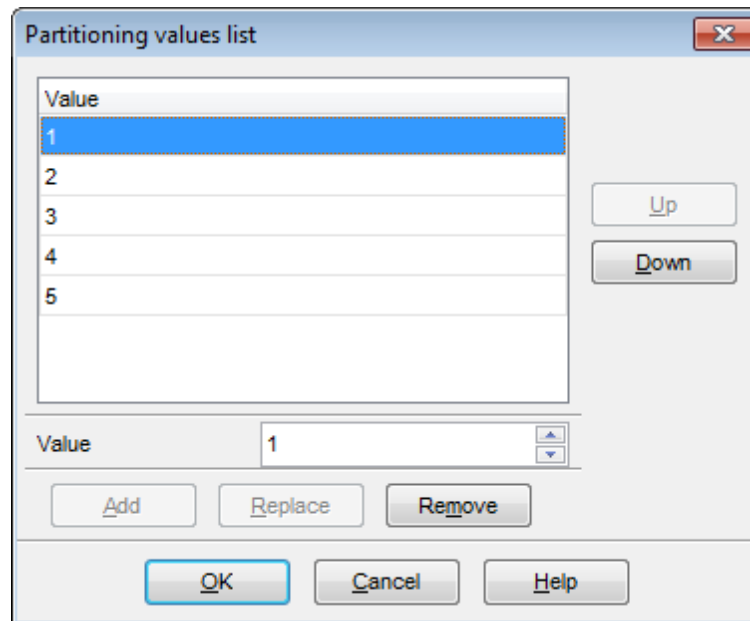 Partitioning values list
Value
1
2
3
4
5
Up
Down
Value 1
Add Replace Remove
OK Cancel Help